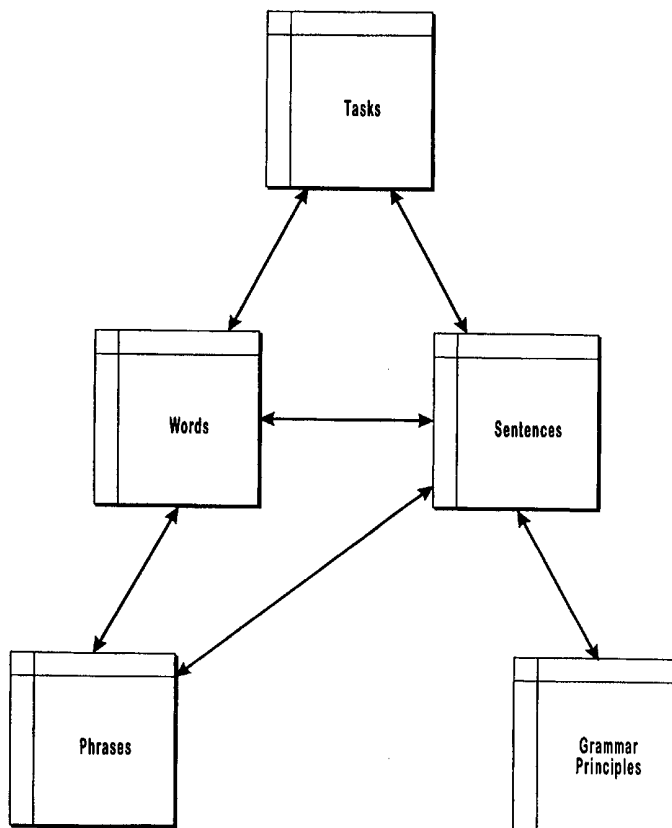 Tasks
Words
Sentences
Phrases
Grammar
Principles